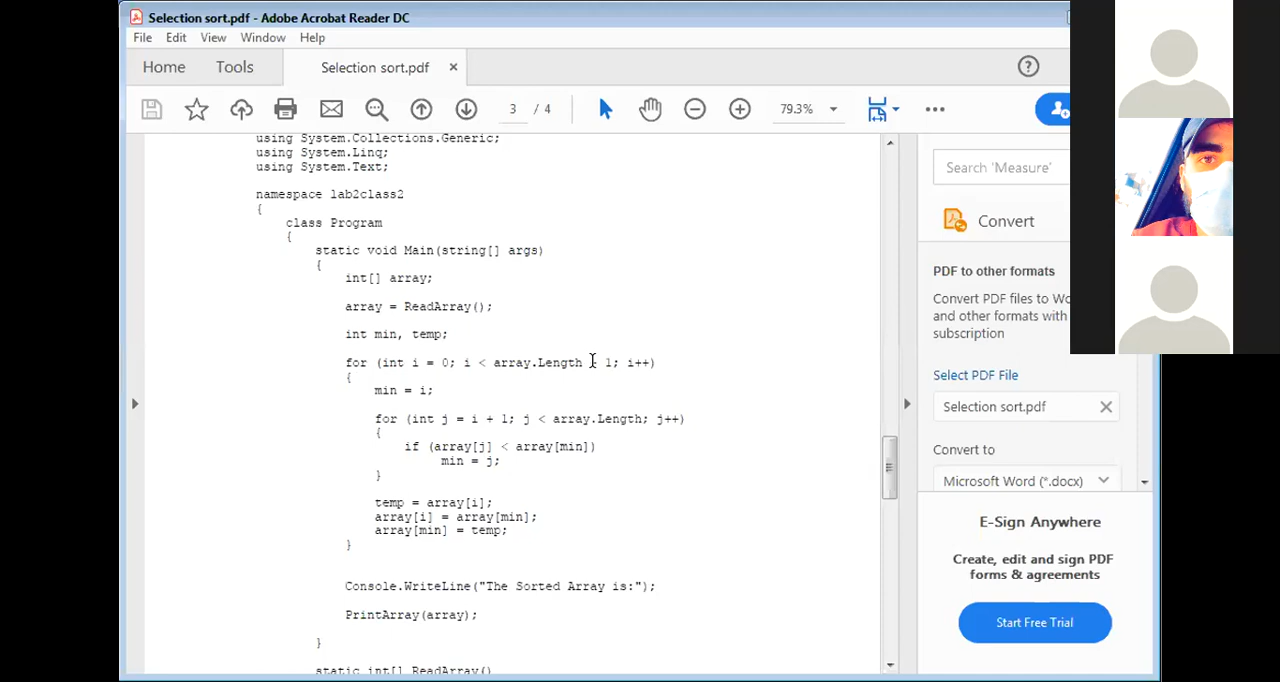 Selection sort.pdf - Adobe Acrobat Reader DC
File Edit View Window Help
Home Tools Selection sort.pdf ×
3 / 4 79.3%
using System.Collections.Generic;
using System.Linq;
using System.Text;
namespace lab2class2
{
class Program
{
static void Main(string[] args)
{
int[] array;
array = ReadArray();
int min, temp;
for (int i = 0; i < array.Length - 1; i++)
{
min = i;
for (int j = i + 1; j < array.Length; j++)
{
if (array[j] < array[min])
min = j;
}
temp = array[i];
array[i] = array[min];
array[min] = temp;
}
Console.WriteLine("The Sorted Array is:");
PrintArray(array);
}
static int[] ReadArray()
Search 'Measure'
Convert
PDF to other formats
Convert PDF files to
and other formats with
subscription
Select PDF File
Selection sort.pdf
Convert to
Microsoft Word (*.docx)
E-Sign Anywhere
Create, edit and sign PDF
forms & agreements
Start Free Trial